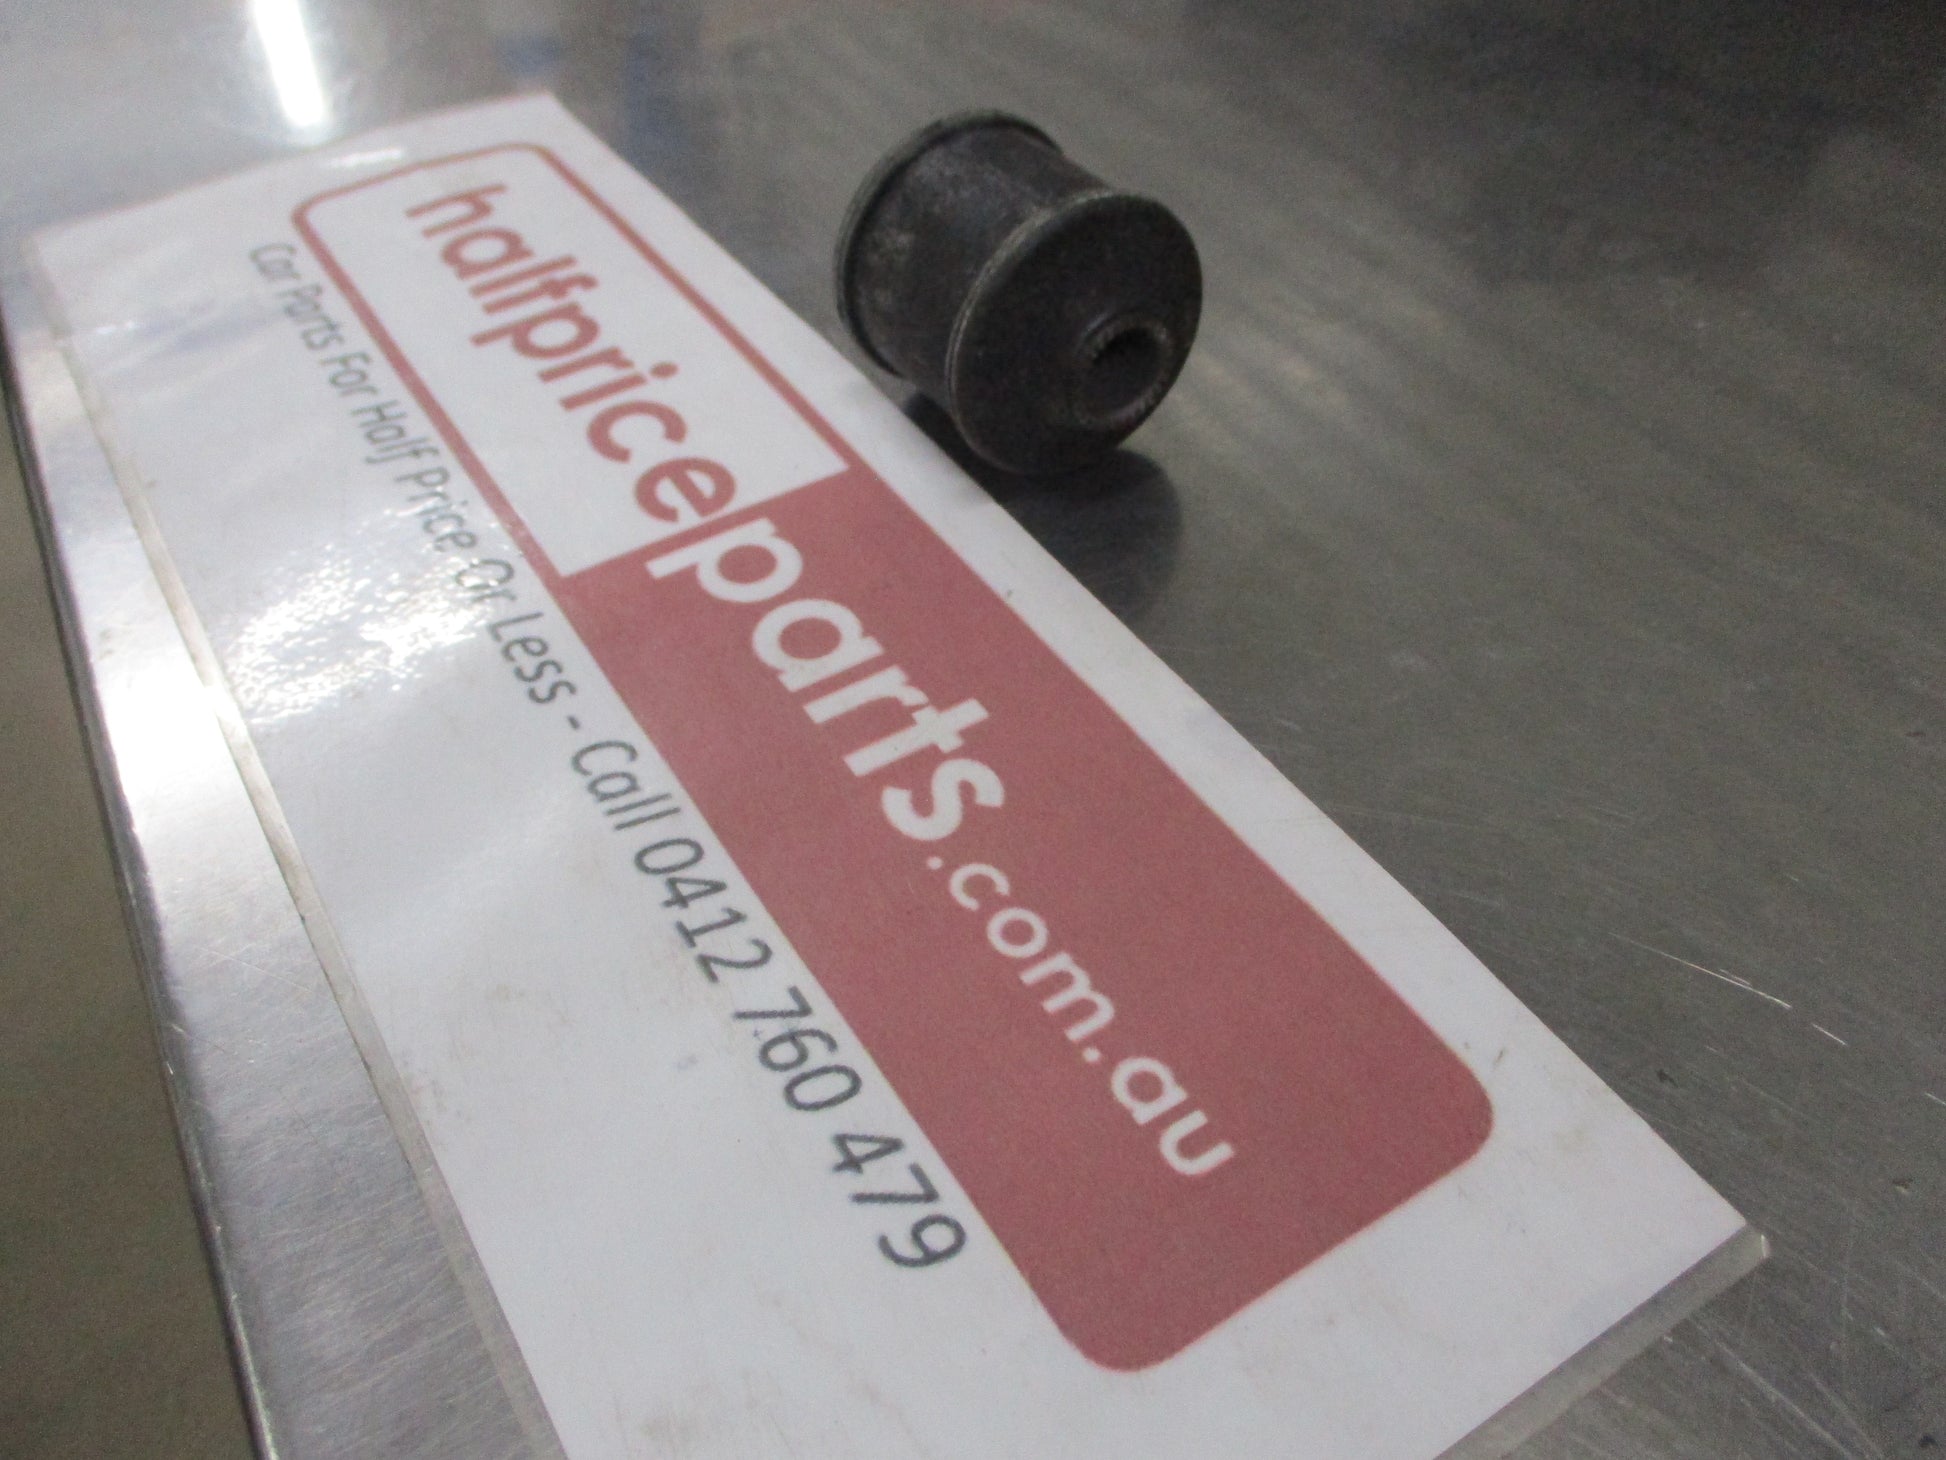 halfpriceparts.com.au
Car Parts For Half Price Or Less - Call 0412 760 479